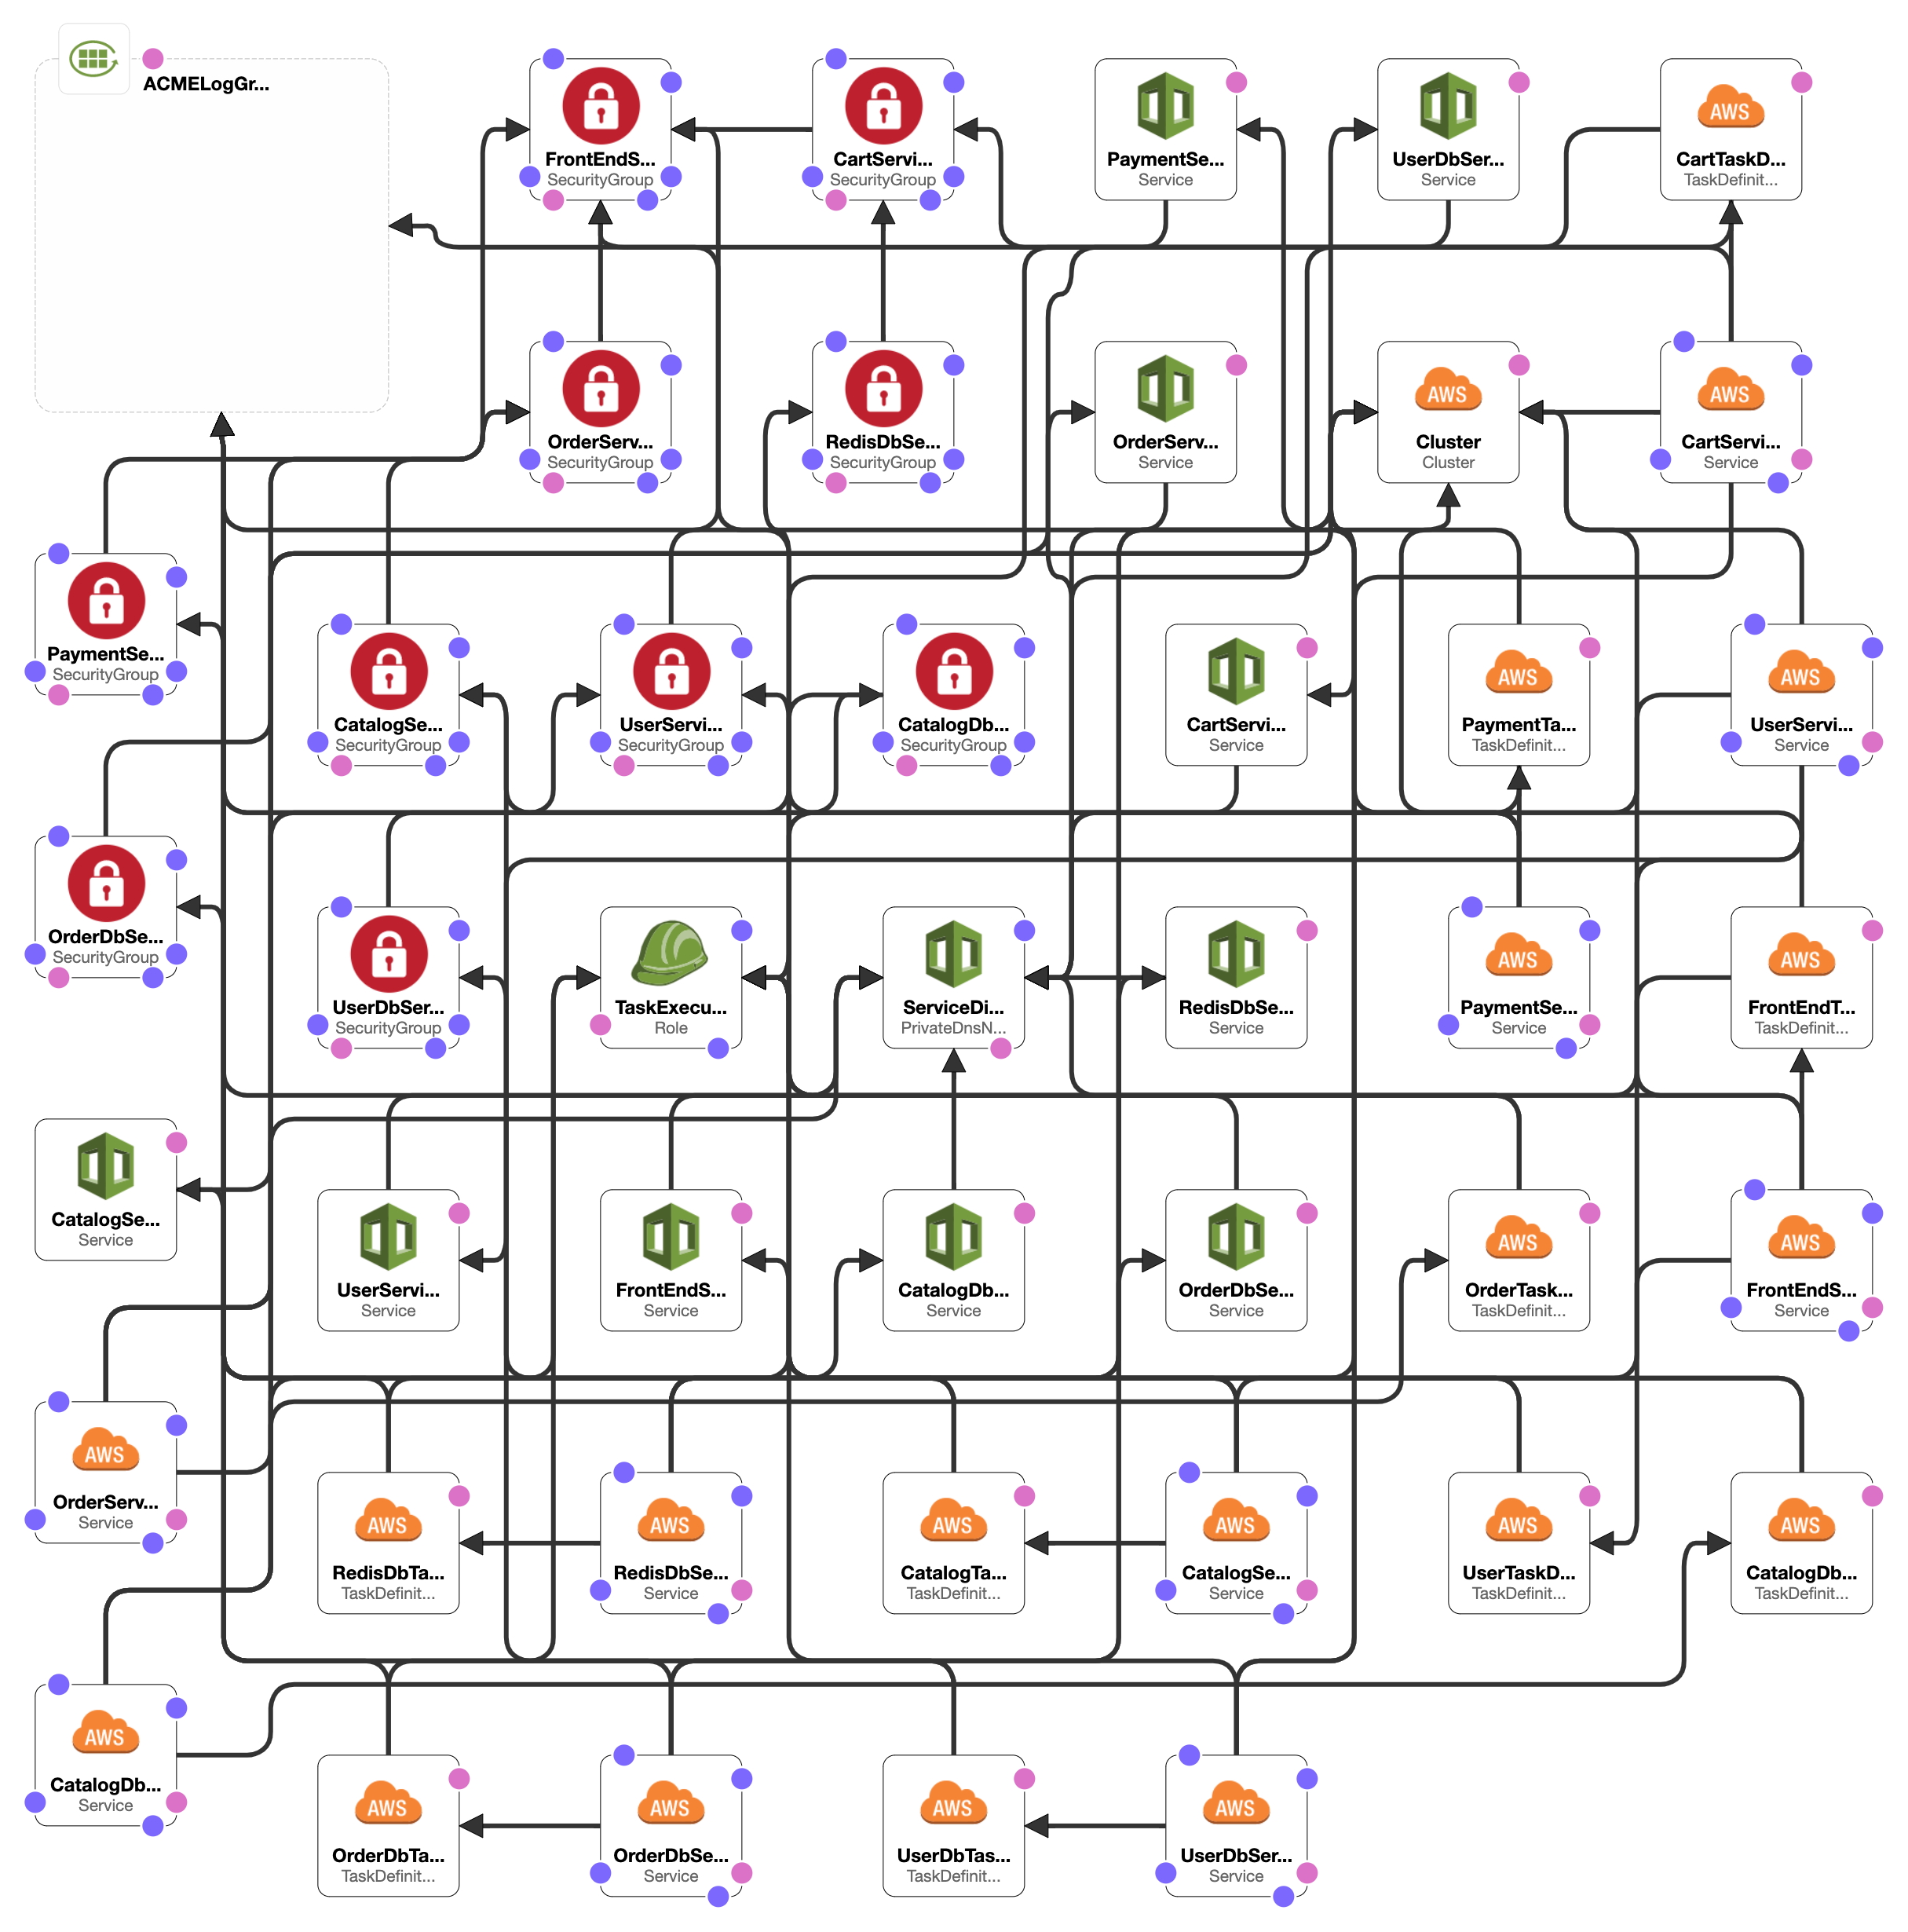 ACMELogGr...
FrontEndS...
SecurityGroup
CartServi...
SecurityGroup
PaymentSe...
Service
UserDbSer...
Service
AWS
CartTaskD...
TaskDefinit...
OrderServ...
SecurityGroup
RedisDbSe...
SecurityGroup
OrderServ...
Service
AWS
Cluster
Cluster
AWS
CartServi...
Service
PaymentSe...
SecurityGroup
CatalogSe...
SecurityGroup
UserServi...
SecurityGroup
CatalogDb...
SecurityGroup
CartServi...
Service
AWS
PaymentTa...
TaskDefinit...
AWS
UserServi...
Service
OrderDbSe...
SecurityGroup
UserDbSer...
SecurityGroup
TaskExecu...
Role
ServiceDi...
PrivateDnsN...
RedisDbSe...
Service
AWS
PaymentSe...
Service
AWS
FrontEndT...
TaskDefinit...
CatalogSe...
Service
UserServi...
Service
FrontEndS...
Service
CatalogDb...
Service
OrderDbSe...
Service
AWS
OrderTask...
TaskDefinit...
AWS
FrontEndS...
Service
AWS
OrderServ...
Service
AWS
RedisDbTa...
TaskDefinit...
AWS
RedisDbSe...
Service
AWS
CatalogTa...
TaskDefinit...
AWS
CatalogSe...
Service
AWS
UserTaskD...
TaskDefinit...
AWS
CatalogDb...
TaskDefinit...
AWS
CatalogDb...
Service
AWS
OrderDbTa...
TaskDefinit...
AWS
OrderDbSe...
Service
AWS
UserDbTas...
TaskDefinit...
AWS
UserDbSer...
Service